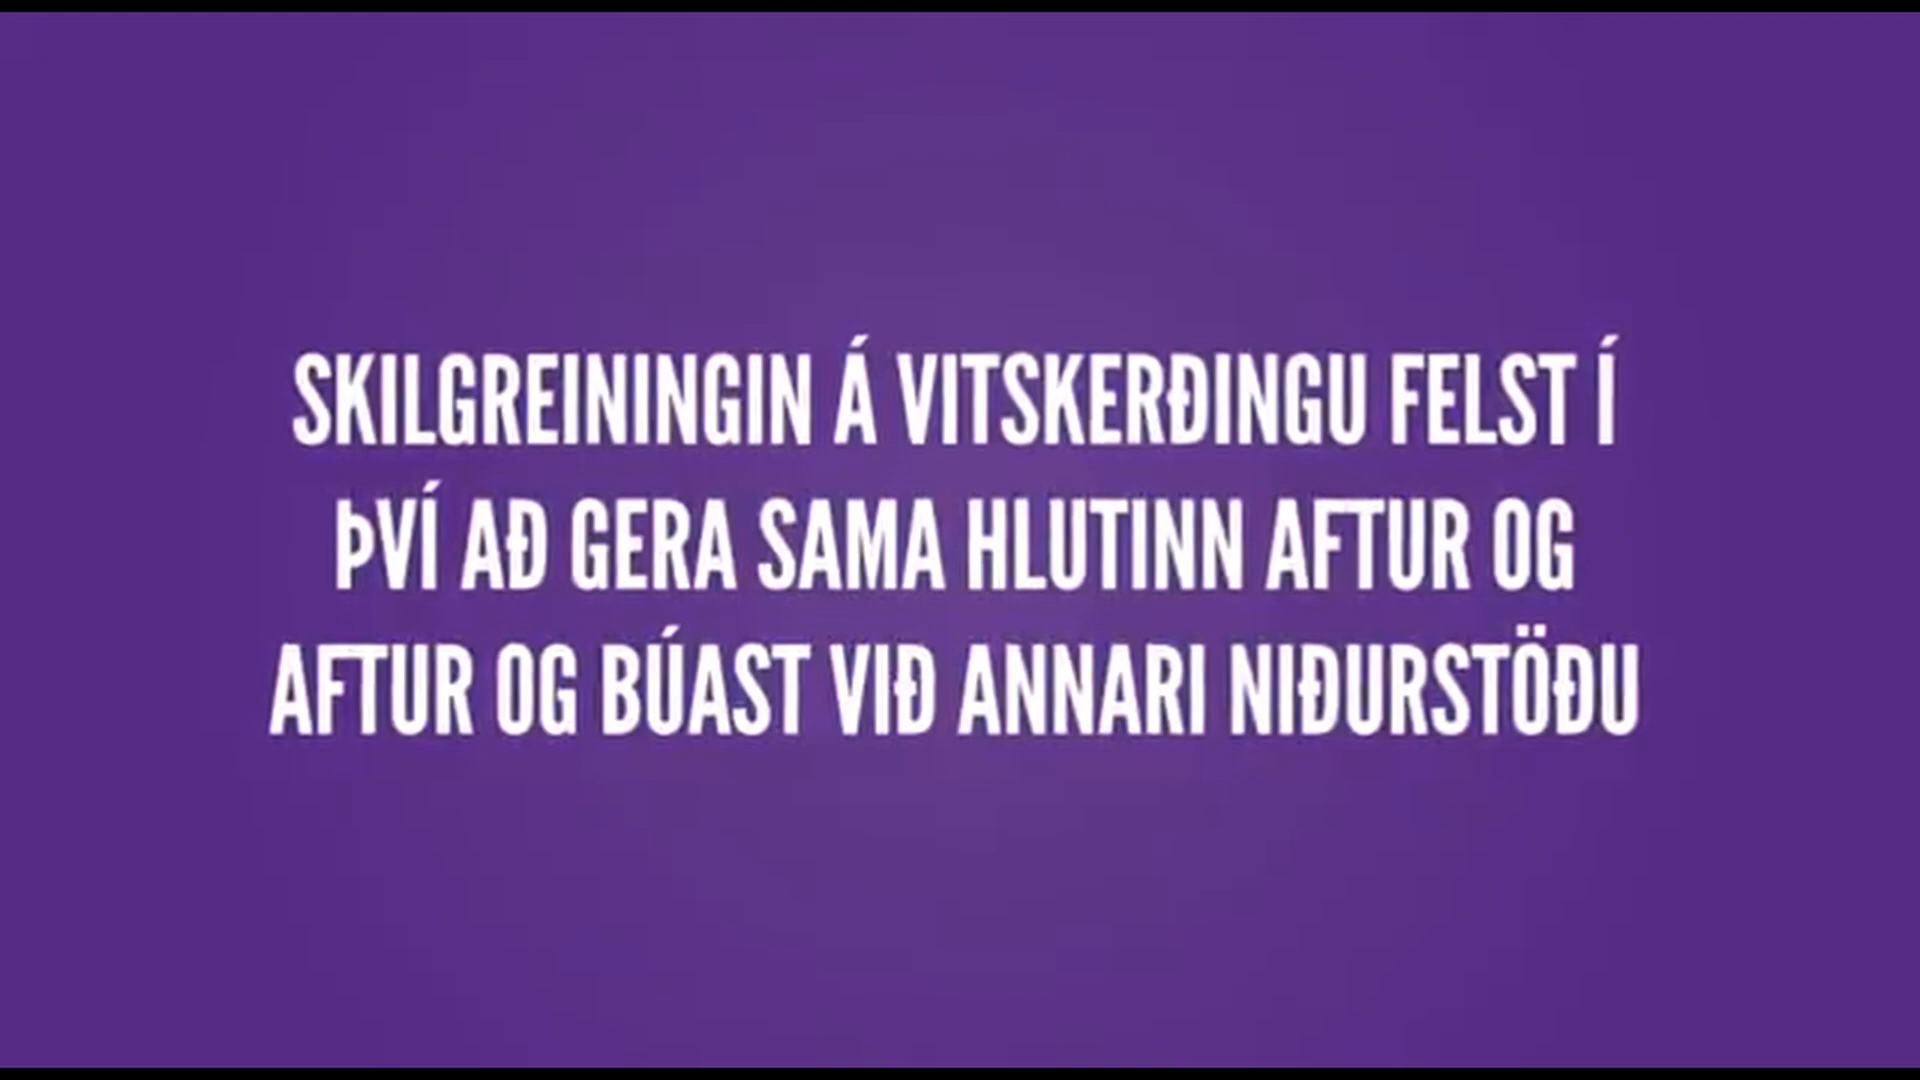 SKILGREININGIN Á VITSKERÐINGU FELST Í
ÞVÍ AÐ GERA SAMA HLUTINN AFTUR OG
AFTUR OG BÚAST VIÐ ANNARI NIÐURSTÖÐU